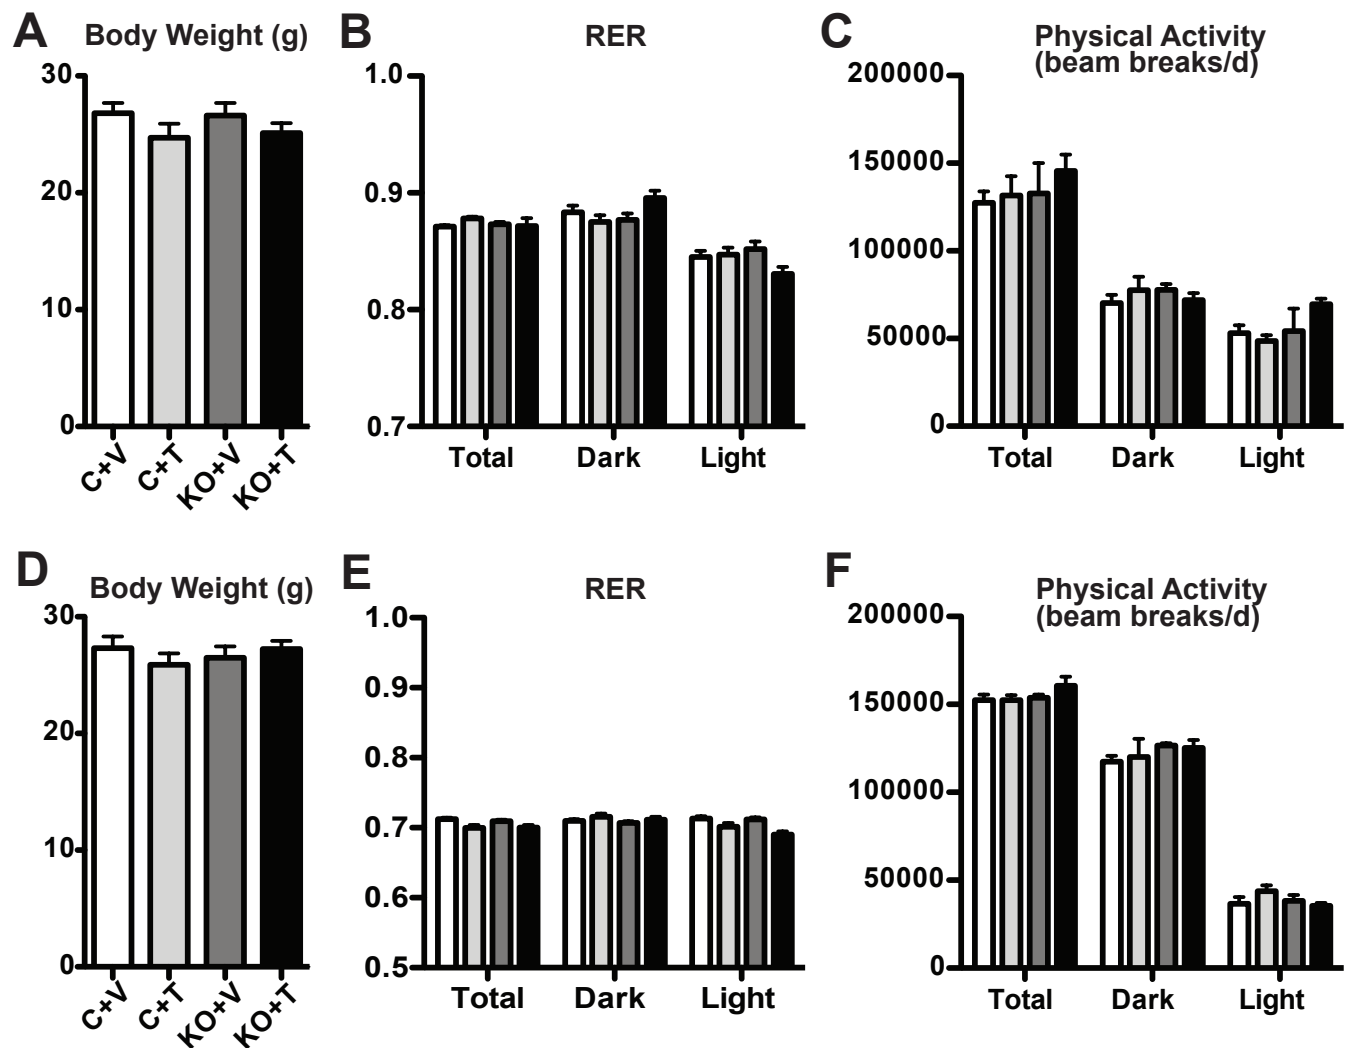 A Body Weight (g)
30
20
10
0
C+V
C+T
KO+V
KO+T
B RER
1.0
0.9
0.8
0.7
Total Dark Light
C Physical Activity
(beam breaks/d)
200000
150000
100000
50000
0
Total Dark Light
D Body Weight (g)
30
20
10
0
C+V
C+T
KO+V
KO+T
E RER
1.0
0.9
0.8
0.7
0.6
0.5
Total Dark Light
F Physical Activity
(beam breaks/d)
200000
150000
100000
50000
0
Total Dark Light